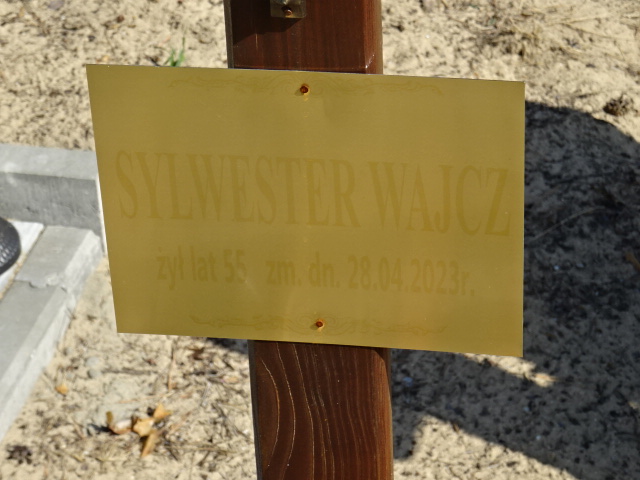 SYLWESTER WAJCZ
żył lat 55 zm. dn. 28.04.2023r.